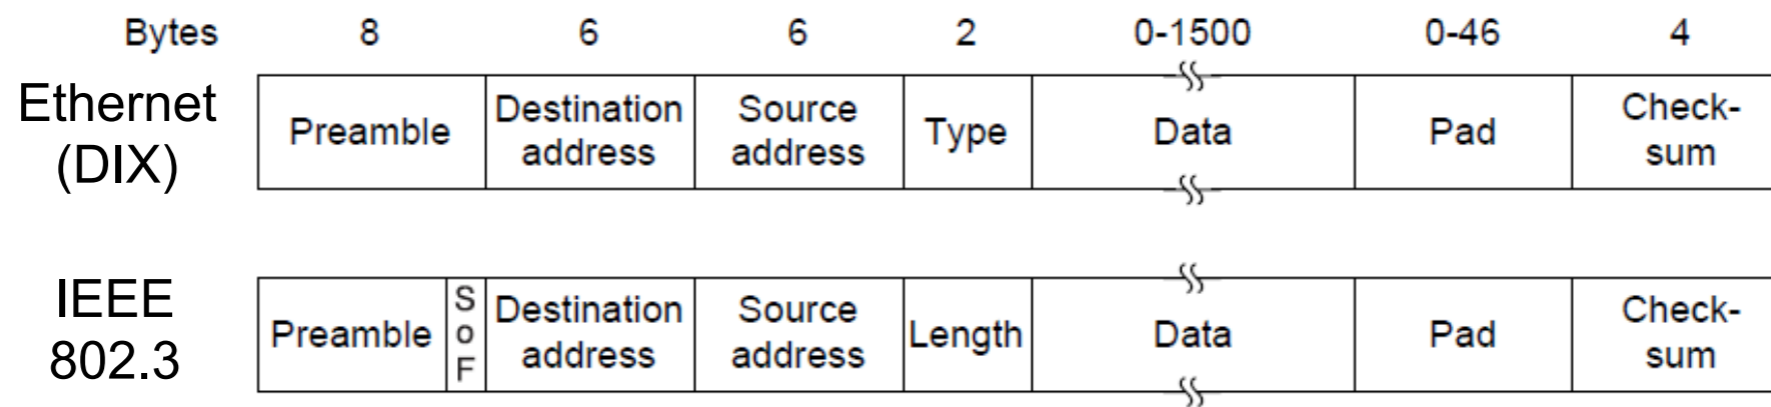 Bytes 8 6 6 2 0-1500 0-46 4
Ethernet
(DIX)
Preamble
Destination
address
Source
address
Type
Data
Pad
Check-
sum
IEEE
802.3
Preamble
S
o
F
Destination
address
Source
address
Length
Data
Pad
Check-
sum